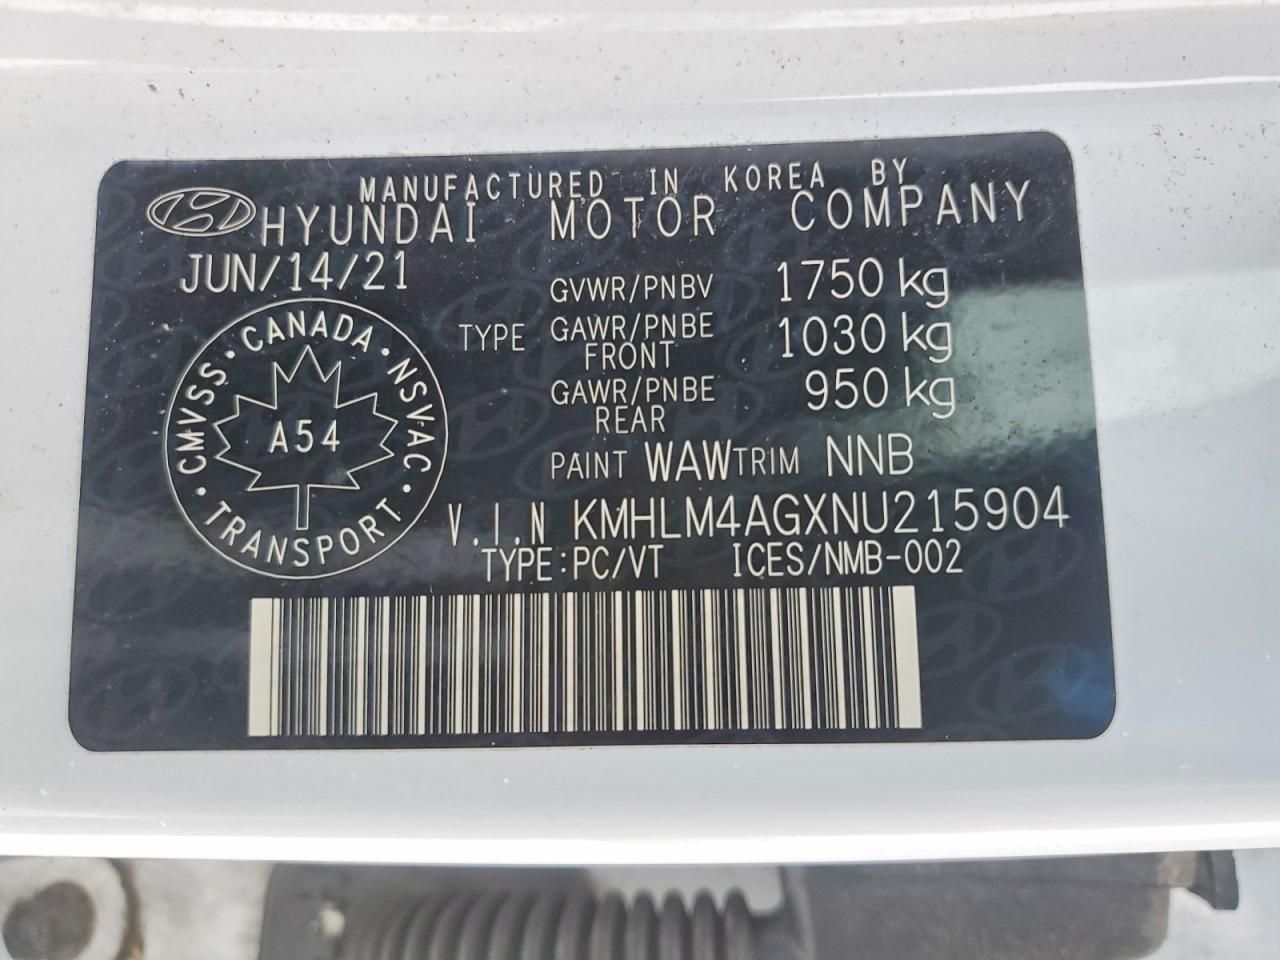 MANUFACTURED IN KOREA BY
HYUNDAI MOTOR COMPANY
JUN/14/21
GVWR/PNBV 1750 kg
TYPE GAWR/PNBE FRONT 1030 kg
GAWR/PNBE REAR 950 kg
PAINT WAW TRIM NNB
CMVSS · CANADA · NSVAC · TRANSPORT ·
A54
V.I.N KMHLM4AGXNU215904
TYPE:PC/VT ICES/NMB-002